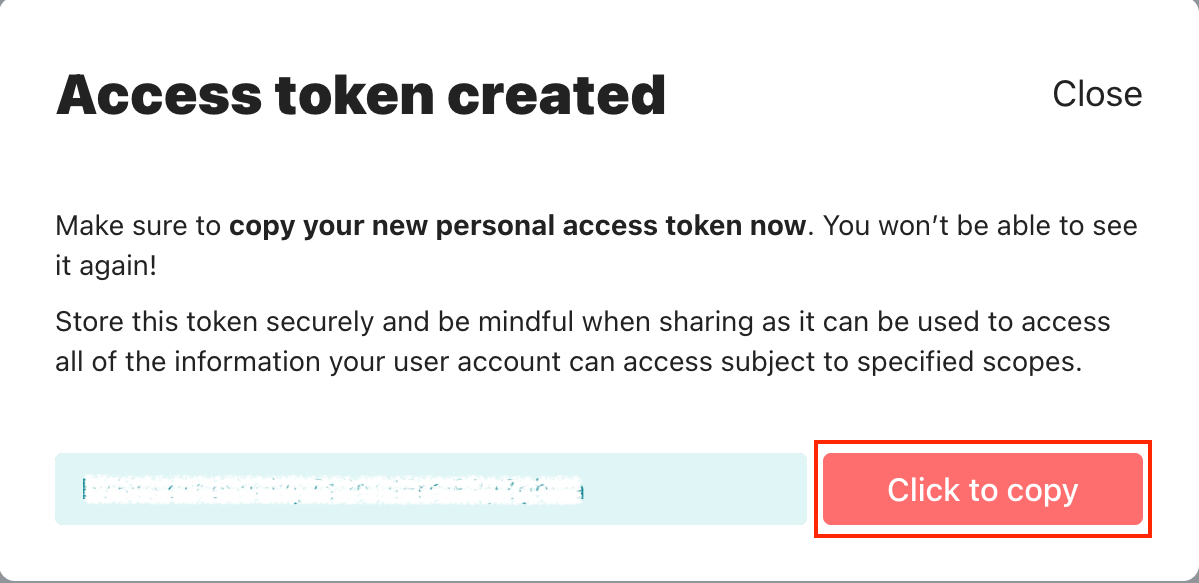 Access token created
Close
Make sure to copy your new personal access token now. You won’t be able to see
it again!
Store this token securely and be mindful when sharing as it can be used to access
all of the information your user account can access subject to specified scopes.
Click to copy